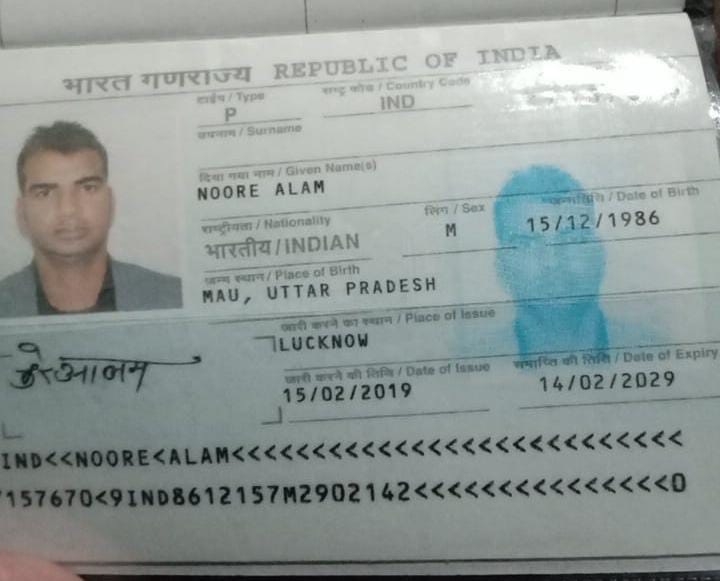 भारत गणराज्य REPUBLIC OF INDIA
टाईप / Type
राष्ट्र कोड / Country Code
P
IND
उपनाम / Surname
दिया गया नाम / Given Name(s)
NOORE ALAM
राष्ट्रीयता / Nationality
लिंग / Sex
जन्मतिथि / Date of Birth
भारतीय / INDIAN
M
15/12/1986
जन्म स्थान / Place of Birth
MAU, UTTAR PRADESH
जारी करने का स्थान / Place of Issue
LUCKNOW
जारी करने की तिथि / Date of Issue
समाप्ति की तिथि / Date of Expiry
15/02/2019
14/02/2029
IND<<NOORE<ALAM<<<<<<<<<<<<<<<<<<<<<<<<<<<<
157670<9IND8612157M2902142<<<<<<<<<<<<<<<<0